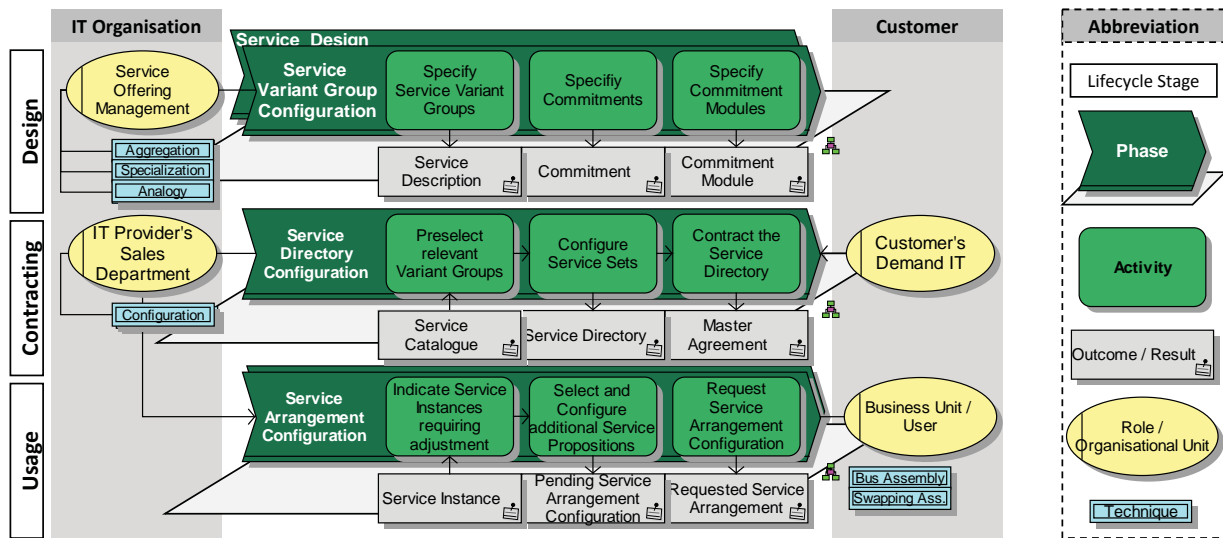 IT Organisation
Customer
Abbreviation
Design
Service Design
Service
Offering
Management
Service
Variant Group
Configuration
Specify
Service Variant
Groups
Specifiy
Commitments
Specify
Commitment
Modules
Aggregation
Specialization
Analogy
Service
Description
Commitment
Commitment
Module
Contracting
IT Provider's
Sales
Department
Service
Directory
Configuration
Preselect
relevant
Variant Groups
Configure
Service Sets
Contract the
Service
Directory
Customer's
Demand IT
Configuration
Service
Catalogue
Service Directory
Master
Agreement
Usage
Service
Arrangement
Configuration
Indicate Service
Instances
requiring
adjustment
Select and
Configure
additional Service
Propositions
Request
Service
Arrangement
Configuration
Business Unit /
User
Bus Assembly
Swapping Ass.
Service Instance
Pending Service
Arrangement
Configuration
Requested Service
Arrangement
Lifecycle Stage
Phase
Activity
Outcome / Result
Role /
Organisational Unit
Technique